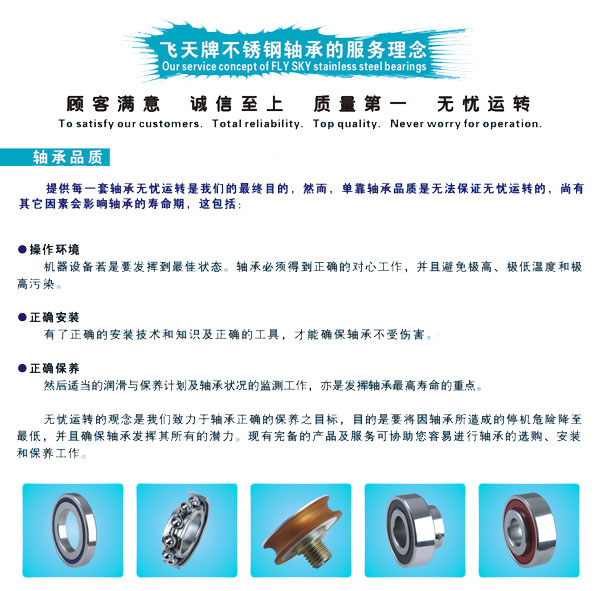 飞天牌不锈钢轴承的服务理念
Our service concept of FLY SKY stainless steel bearings
顾客满意 诚信至上 质量第一 无忧运转
To satisfy our customers. Total reliability. Top quality. Never worry for operation.
轴承品质
提供每一套轴承无忧运转是我们的最终目的，然而，单靠轴承品质是无法保证无忧运转的，尚有
其它因素会影响轴承的寿命期，这包括：
●操作环境
机器设备若是要发挥到最佳状态。轴承必须得到正确的对心工作，并且避免极高、极低温度和极
高污染。
●正确安装
有了正确的安装技术和知识及正确的工具，才能确保轴承不受伤害。
●正确保养
然后适当的润滑与保养计划及轴承状况的监测工作，亦是发挥轴承最高寿命的重点。
无忧运转的观念是我们致力于轴承正确的保养之目标，目的是要将因轴承所造成的停机危险降至
最低，并且确保轴承发挥其所有的潜力。现有完备的产品及服务可协助您容易进行轴承的选购、安装
和保养工作。